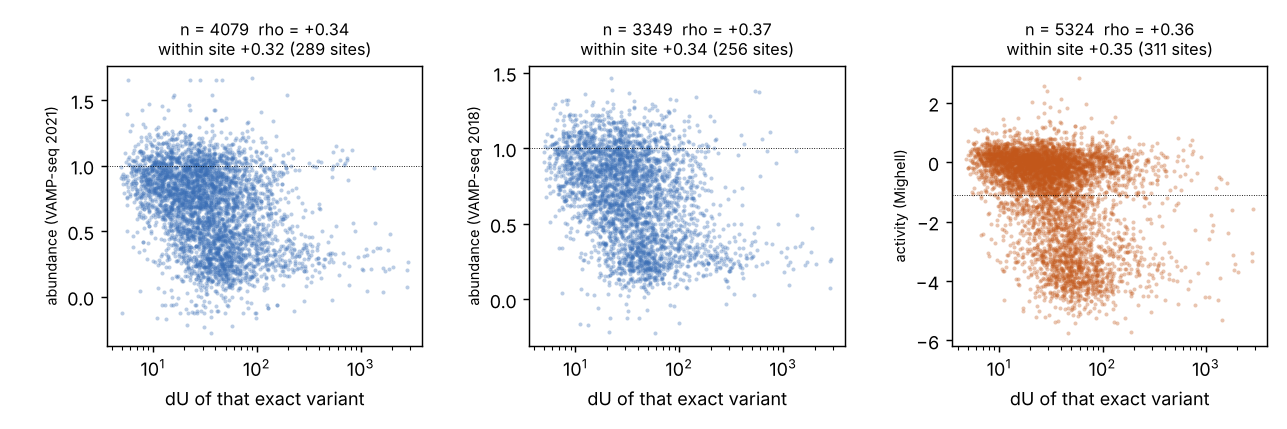 n = 4079 rho = +0.34
within site +0.32 (289 sites)
abundance (VAMP-seq 2021)
1.5
1.0
0.5
0.0
10¹
10²
10³
dU of that exact variant
n = 3349 rho = +0.37
within site +0.34 (256 sites)
abundance (VAMP-seq 2018)
1.5
1.0
0.5
0.0
10¹
10²
10³
dU of that exact variant
n = 5324 rho = +0.36
within site +0.35 (311 sites)
activity (Mighell)
2
0
−2
−4
−6
10¹
10²
10³
dU of that exact variant